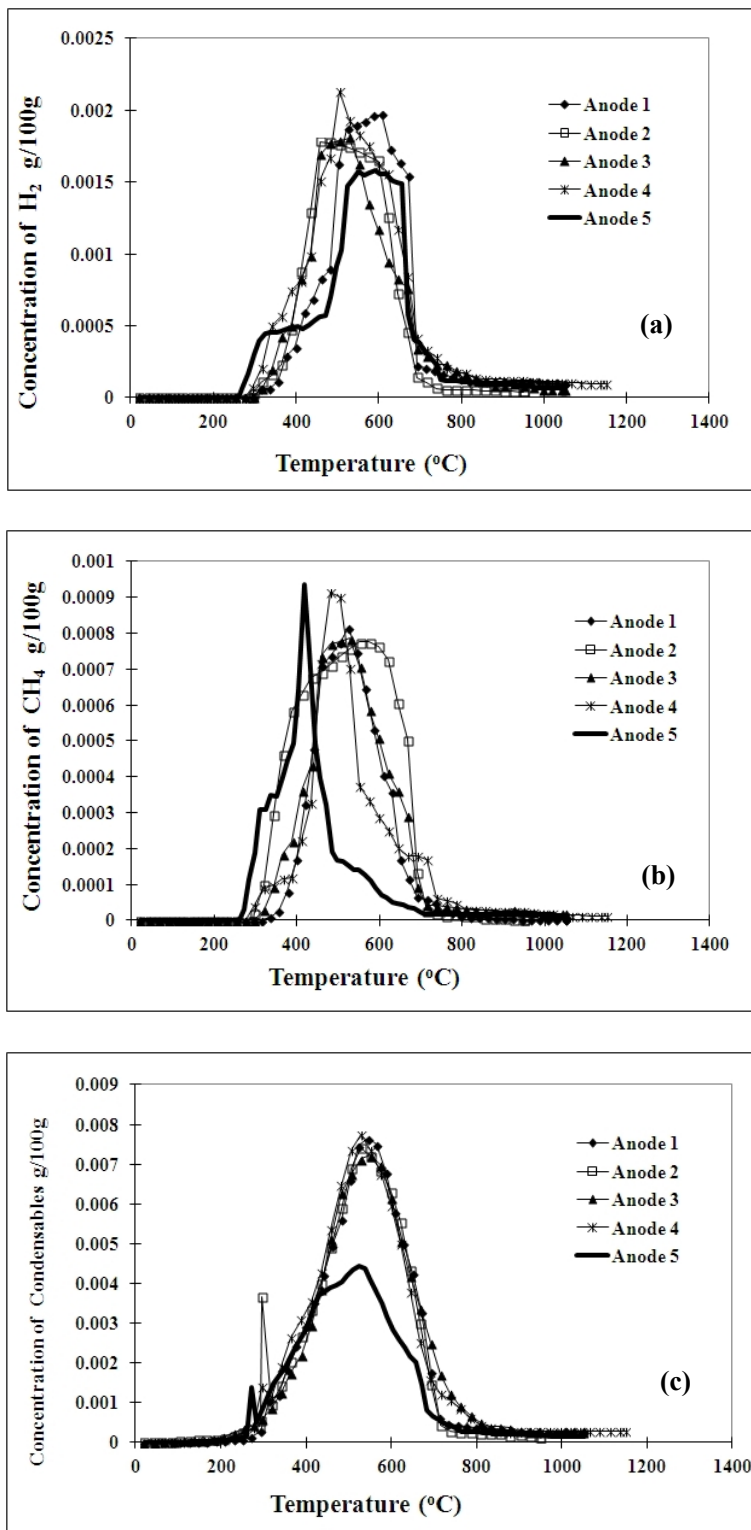 0.0025
0.002
0.0015
0.001
0.0005
0
Concentration of H2 g/100g
Anode 1
Anode 2
Anode 3
Anode 4
Anode 5
(a)
0 200 400 600 800 1000 1200 1400
Temperature (oC)
0.001
0.0009
0.0008
0.0007
0.0006
0.0005
0.0004
0.0003
0.0002
0.0001
0
Concentration of CH4 g/100g
Anode 1
Anode 2
Anode 3
Anode 4
Anode 5
(b)
0 200 400 600 800 1000 1200 1400
Temperature (oC)
0.009
0.008
0.007
0.006
0.005
0.004
0.003
0.002
0.001
0
Concentration of Condensables g/100g
Anode 1
Anode 2
Anode 3
Anode 4
Anode 5
(c)
0 200 400 600 800 1000 1200 1400
Temperature (oC)